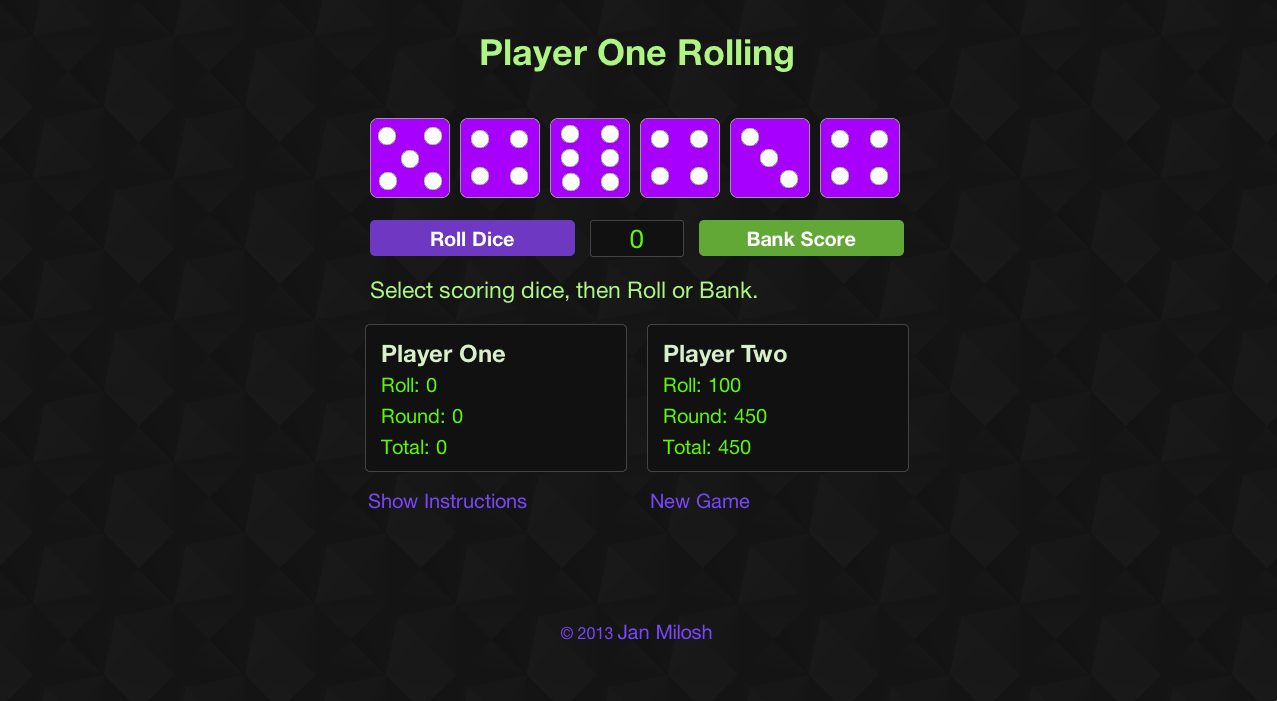 Player One Rolling
Roll Dice 0 Bank Score
Select scoring dice, then Roll or Bank.
Player One
Roll: 0
Round: 0
Total: 0
Player Two
Roll: 100
Round: 450
Total: 450
Show Instructions
New Game
© 2013 Jan Milosh